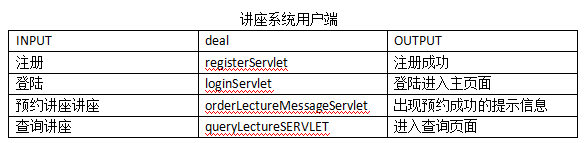 讲座系统用户端
INPUT deal OUTPUT
注册 registerServlet 注册成功
登陆 loginServlet 登陆进入主页面
预约讲座讲座 orderLectureMessageServlet 出现预约成功的提示信息
查询讲座 queryLectureSERVLET 进入查询页面